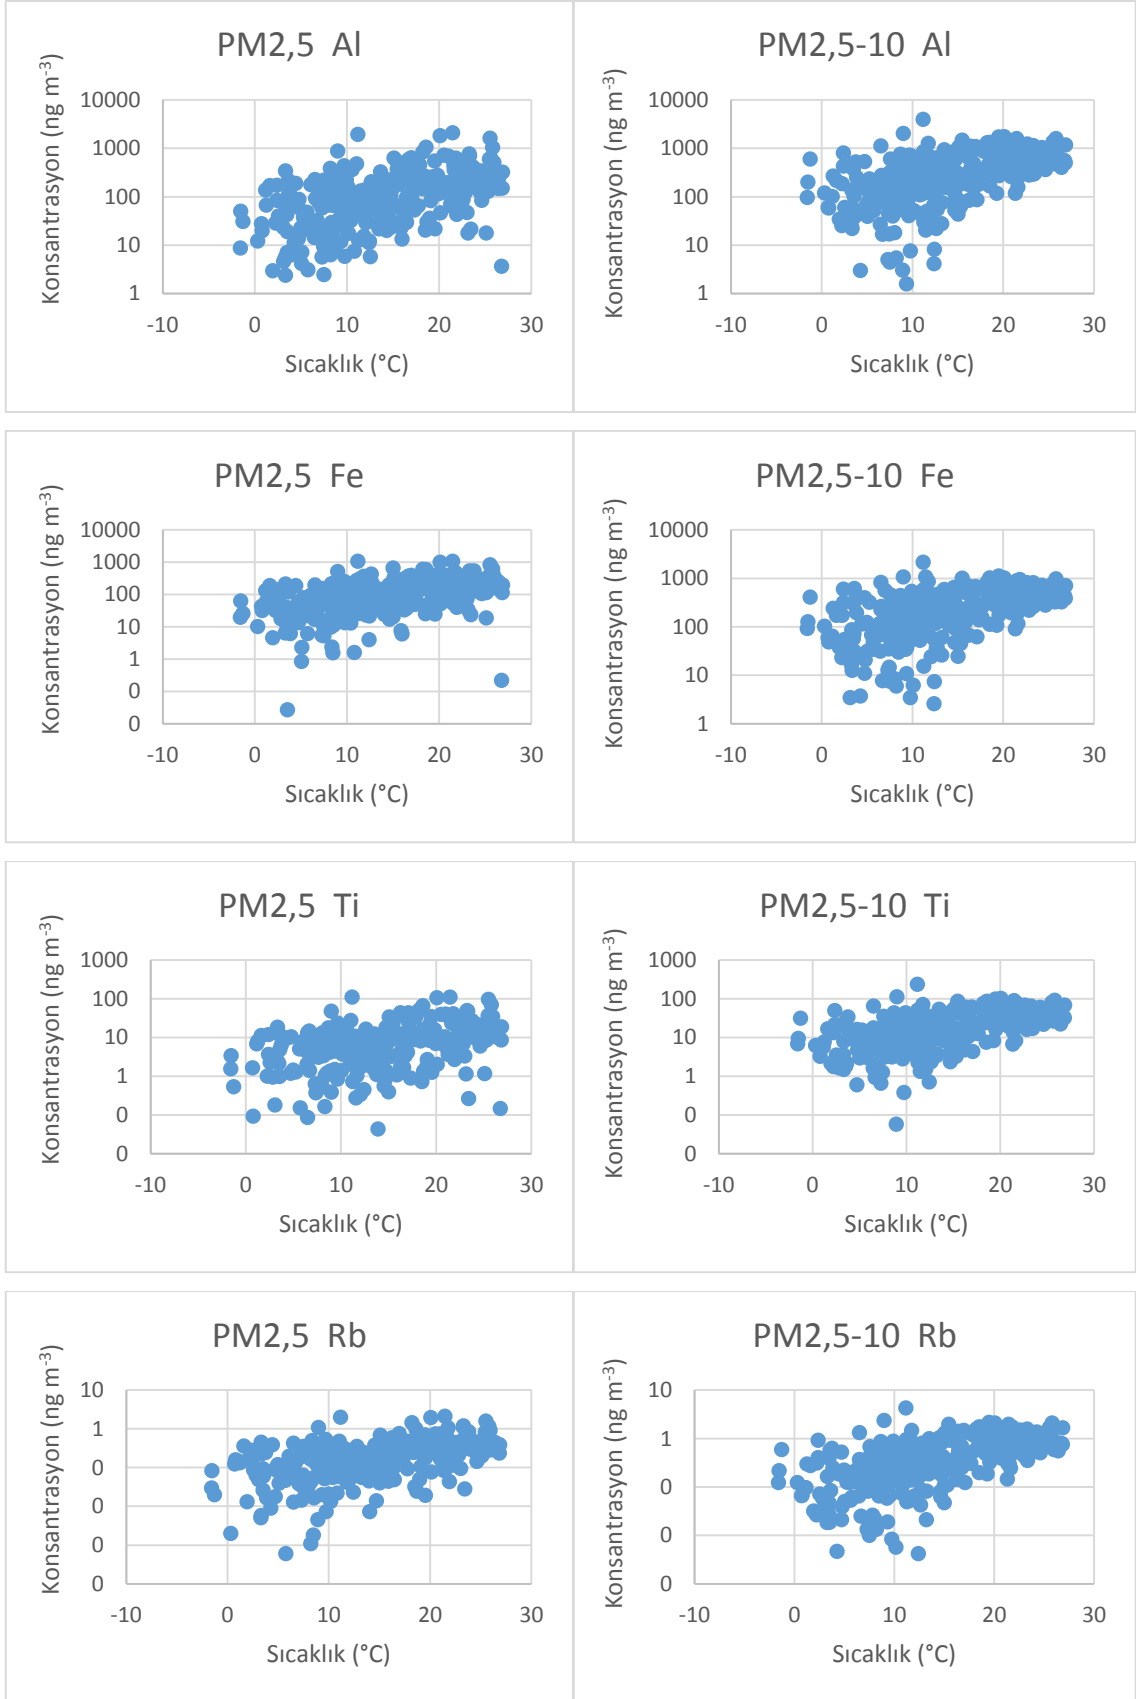 PM2,5 Al
Konsantrasyon (ng m⁻³)
10000
1000
100
10
1
-10 0 10 20 30
Sıcaklık (°C)
PM2,5-10 Al
Konsantrasyon (ng m⁻³)
10000
1000
100
10
1
-10 0 10 20 30
Sıcaklık (°C)
PM2,5 Fe
Konsantrasyon (ng m⁻³)
10000
1000
100
10
1
0
0
-10 0 10 20 30
Sıcaklık (°C)
PM2,5-10 Fe
Konsantrasyon (ng m⁻³)
10000
1000
100
10
1
-10 0 10 20 30
Sıcaklık (°C)
PM2,5 Ti
Konsantrasyon (ng m⁻³)
1000
100
10
1
0
0
-10 0 10 20 30
Sıcaklık (°C)
PM2,5-10 Ti
Konsantrasyon (ng m⁻³)
1000
100
10
1
0
0
-10 0 10 20 30
Sıcaklık (°C)
PM2,5 Rb
Konsantrasyon (ng m⁻³)
10
1
0
0
0
0
-10 0 10 20 30
Sıcaklık (°C)
PM2,5-10 Rb
Konsantrasyon (ng m⁻³)
10
1
0
0
0
-10 0 10 20 30
Sıcaklık (°C)